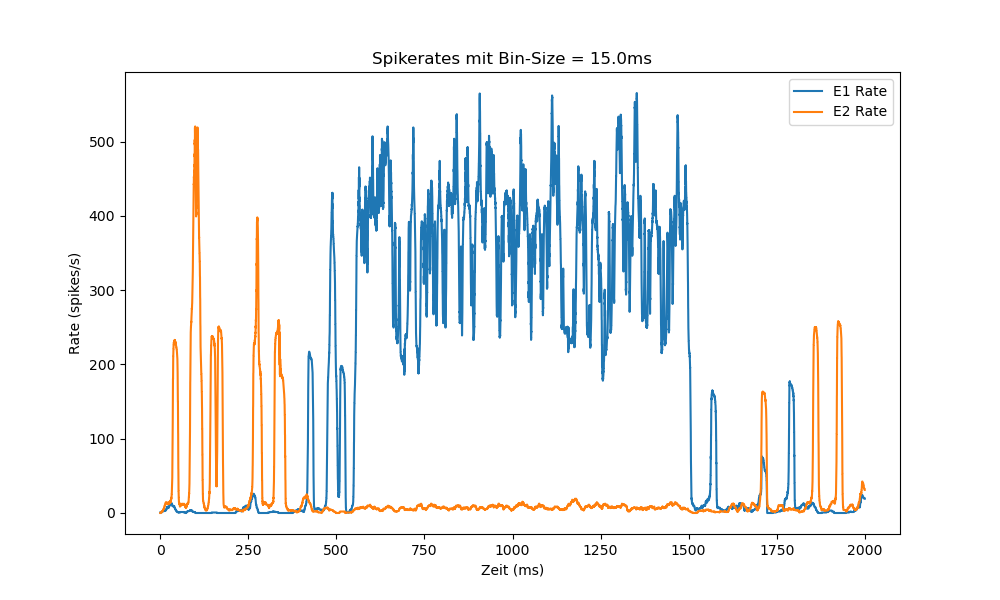 Spikerates mit Bin-Size = 15.0ms
E1 Rate
E2 Rate
Rate (spikes/s)
500
400
300
200
100
0
0 250 500 750 1000 1250 1500 1750 2000
Zeit (ms)